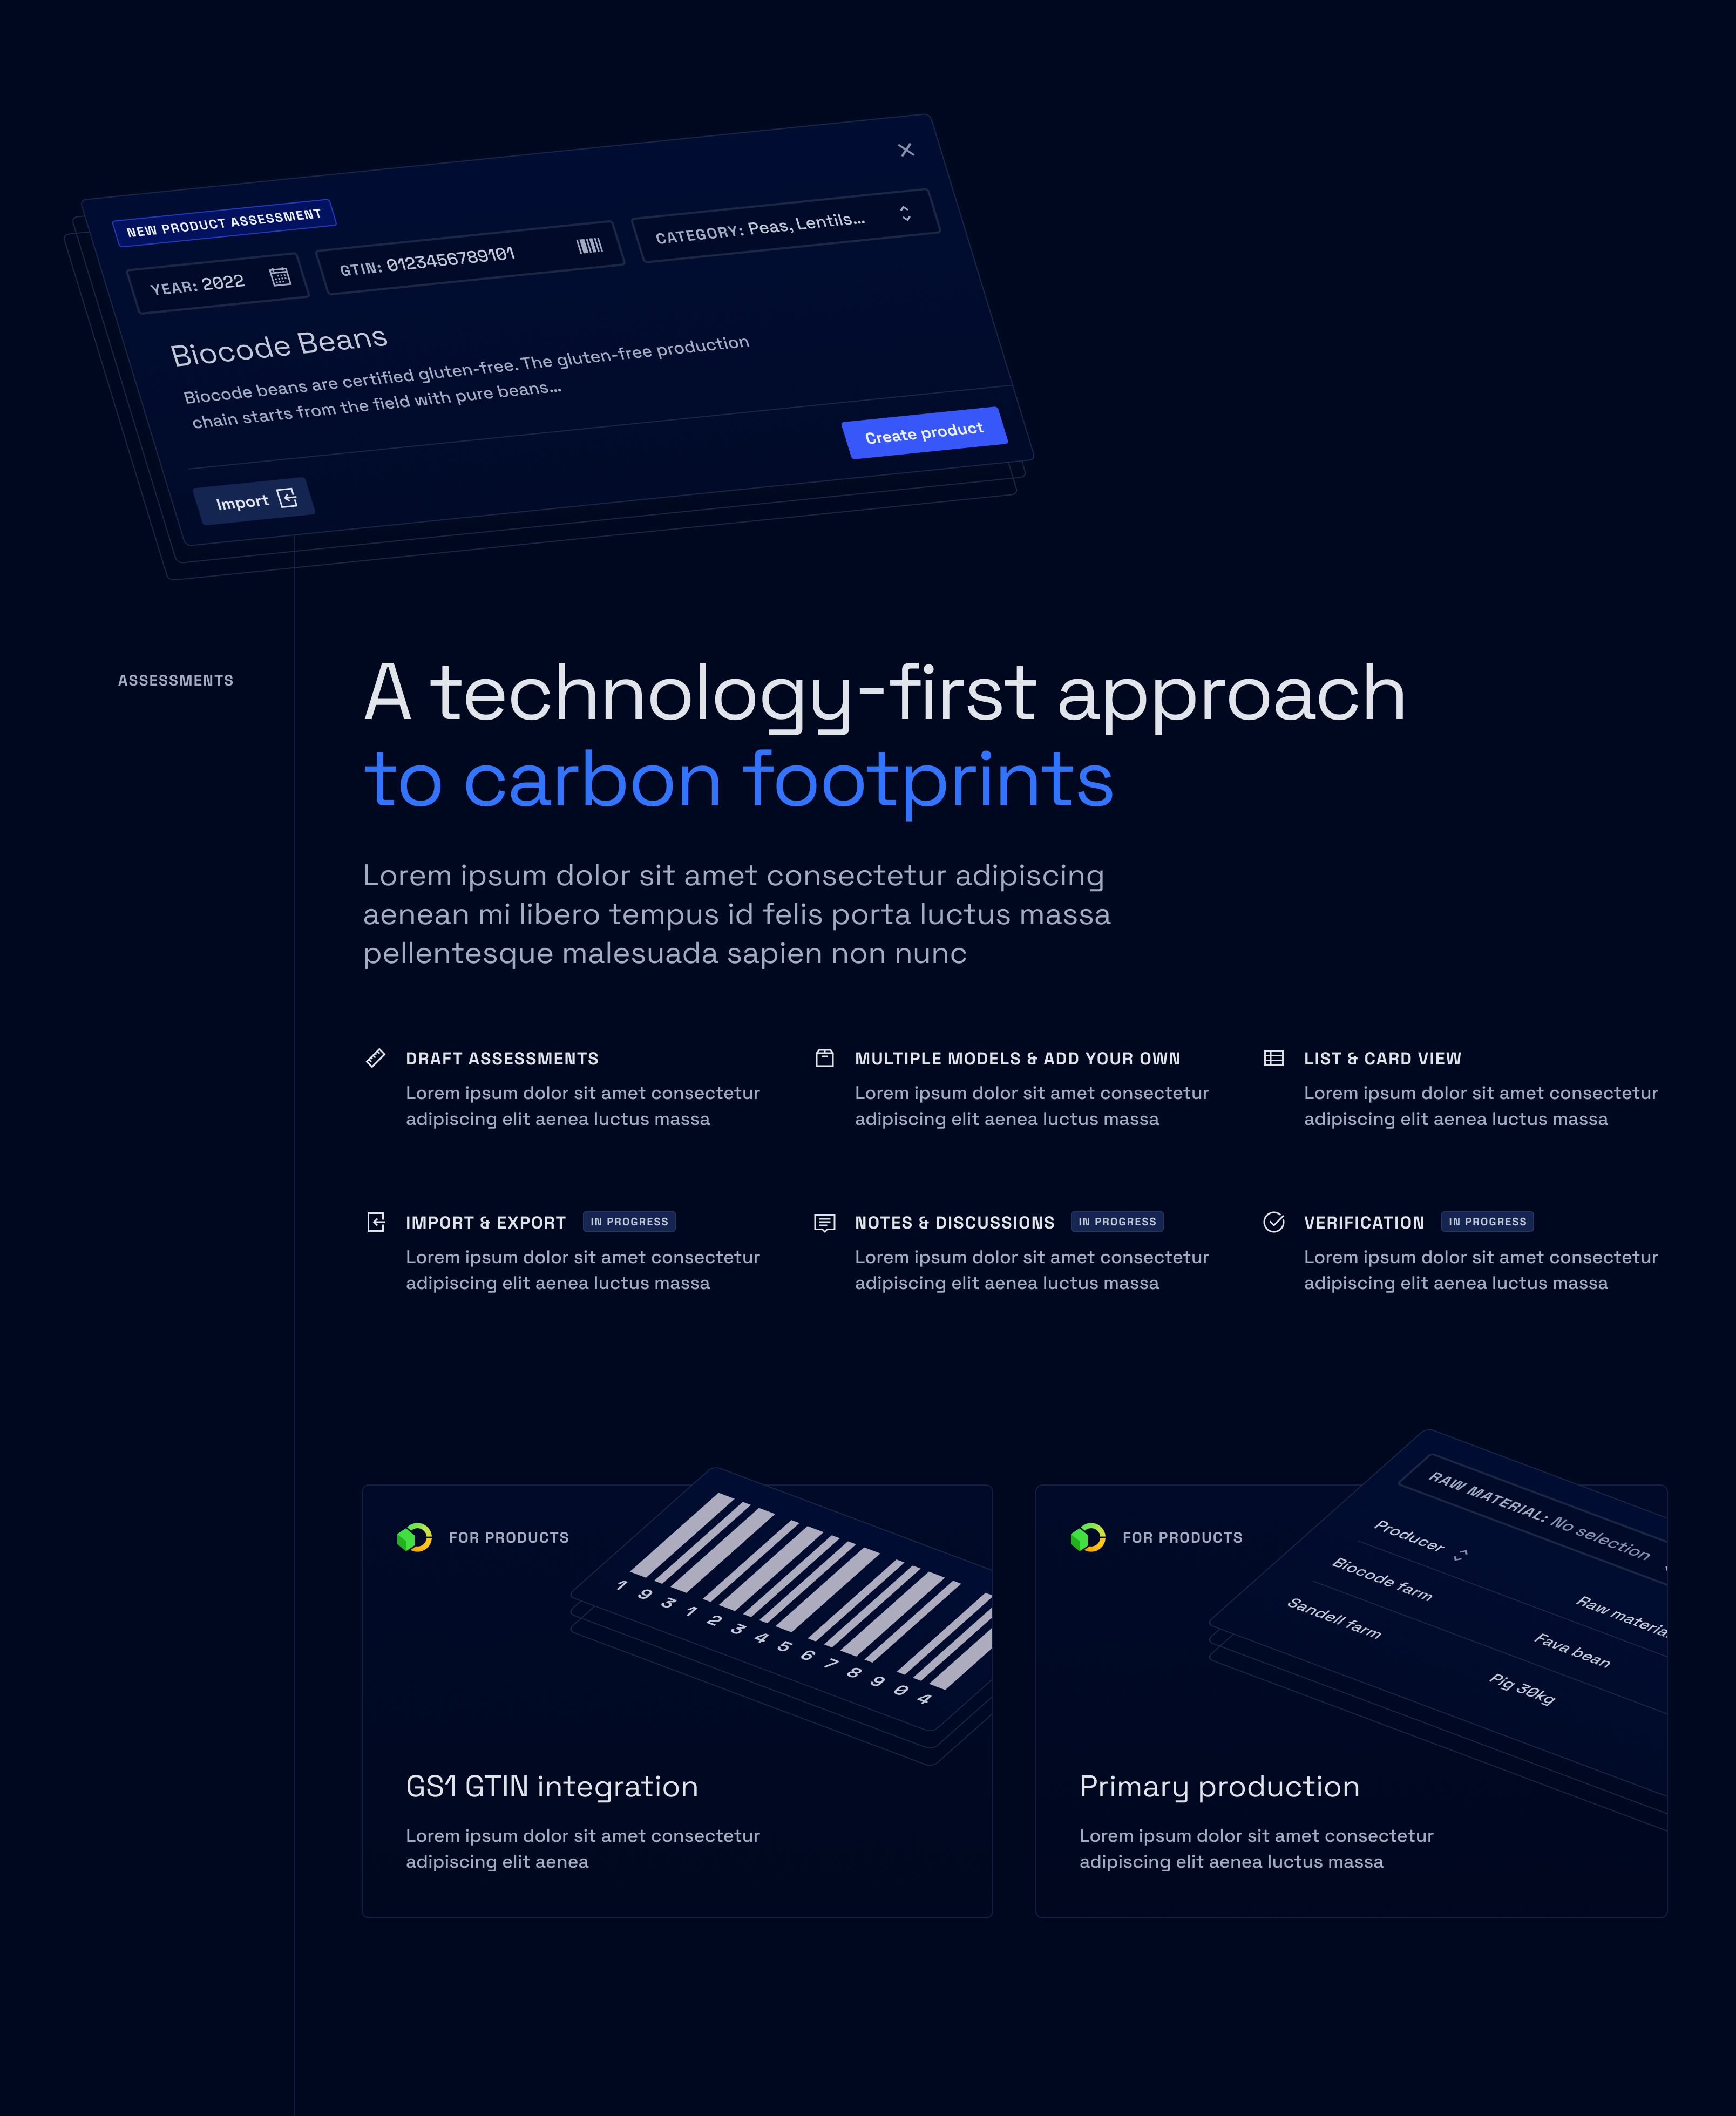 NEW PRODUCT ASSESSMENT
YEAR: 2022
GTIN: 0123456789101
CATEGORY: Peas, Lentils...
Biocode Beans
Biocode beans are certified gluten-free. The gluten-free production
chain starts from the field with pure beans...
Import
Create product
ASSESSMENTS
A technology-first approach
to carbon footprints
Lorem ipsum dolor sit amet consectetur adipiscing
aenean mi libero tempus id felis porta luctus massa
pellentesque malesuada sapien non nunc
DRAFT ASSESSMENTS
Lorem ipsum dolor sit amet consectetur
adipiscing elit aenea luctus massa
MULTIPLE MODELS & ADD YOUR OWN
Lorem ipsum dolor sit amet consectetur
adipiscing elit aenea luctus massa
LIST & CARD VIEW
Lorem ipsum dolor sit amet consectetur
adipiscing elit aenea luctus massa
IMPORT & EXPORT IN PROGRESS
Lorem ipsum dolor sit amet consectetur
adipiscing elit aenea luctus massa
NOTES & DISCUSSIONS IN PROGRESS
Lorem ipsum dolor sit amet consectetur
adipiscing elit aenea luctus massa
VERIFICATION IN PROGRESS
Lorem ipsum dolor sit amet consectetur
adipiscing elit aenea luctus massa
FOR PRODUCTS
1 9 3 1 2 3 4 5 6 7 8 9 0 4
GS1 GTIN integration
Lorem ipsum dolor sit amet consectetur
adipiscing elit aenea
FOR PRODUCTS
RAW MATERIAL: No selection
Producer
Raw materia
Biocode farm
Fava bean
Sandell farm
Pig 30kg
Primary production
Lorem ipsum dolor sit amet consectetur
adipiscing elit aenea luctus massa